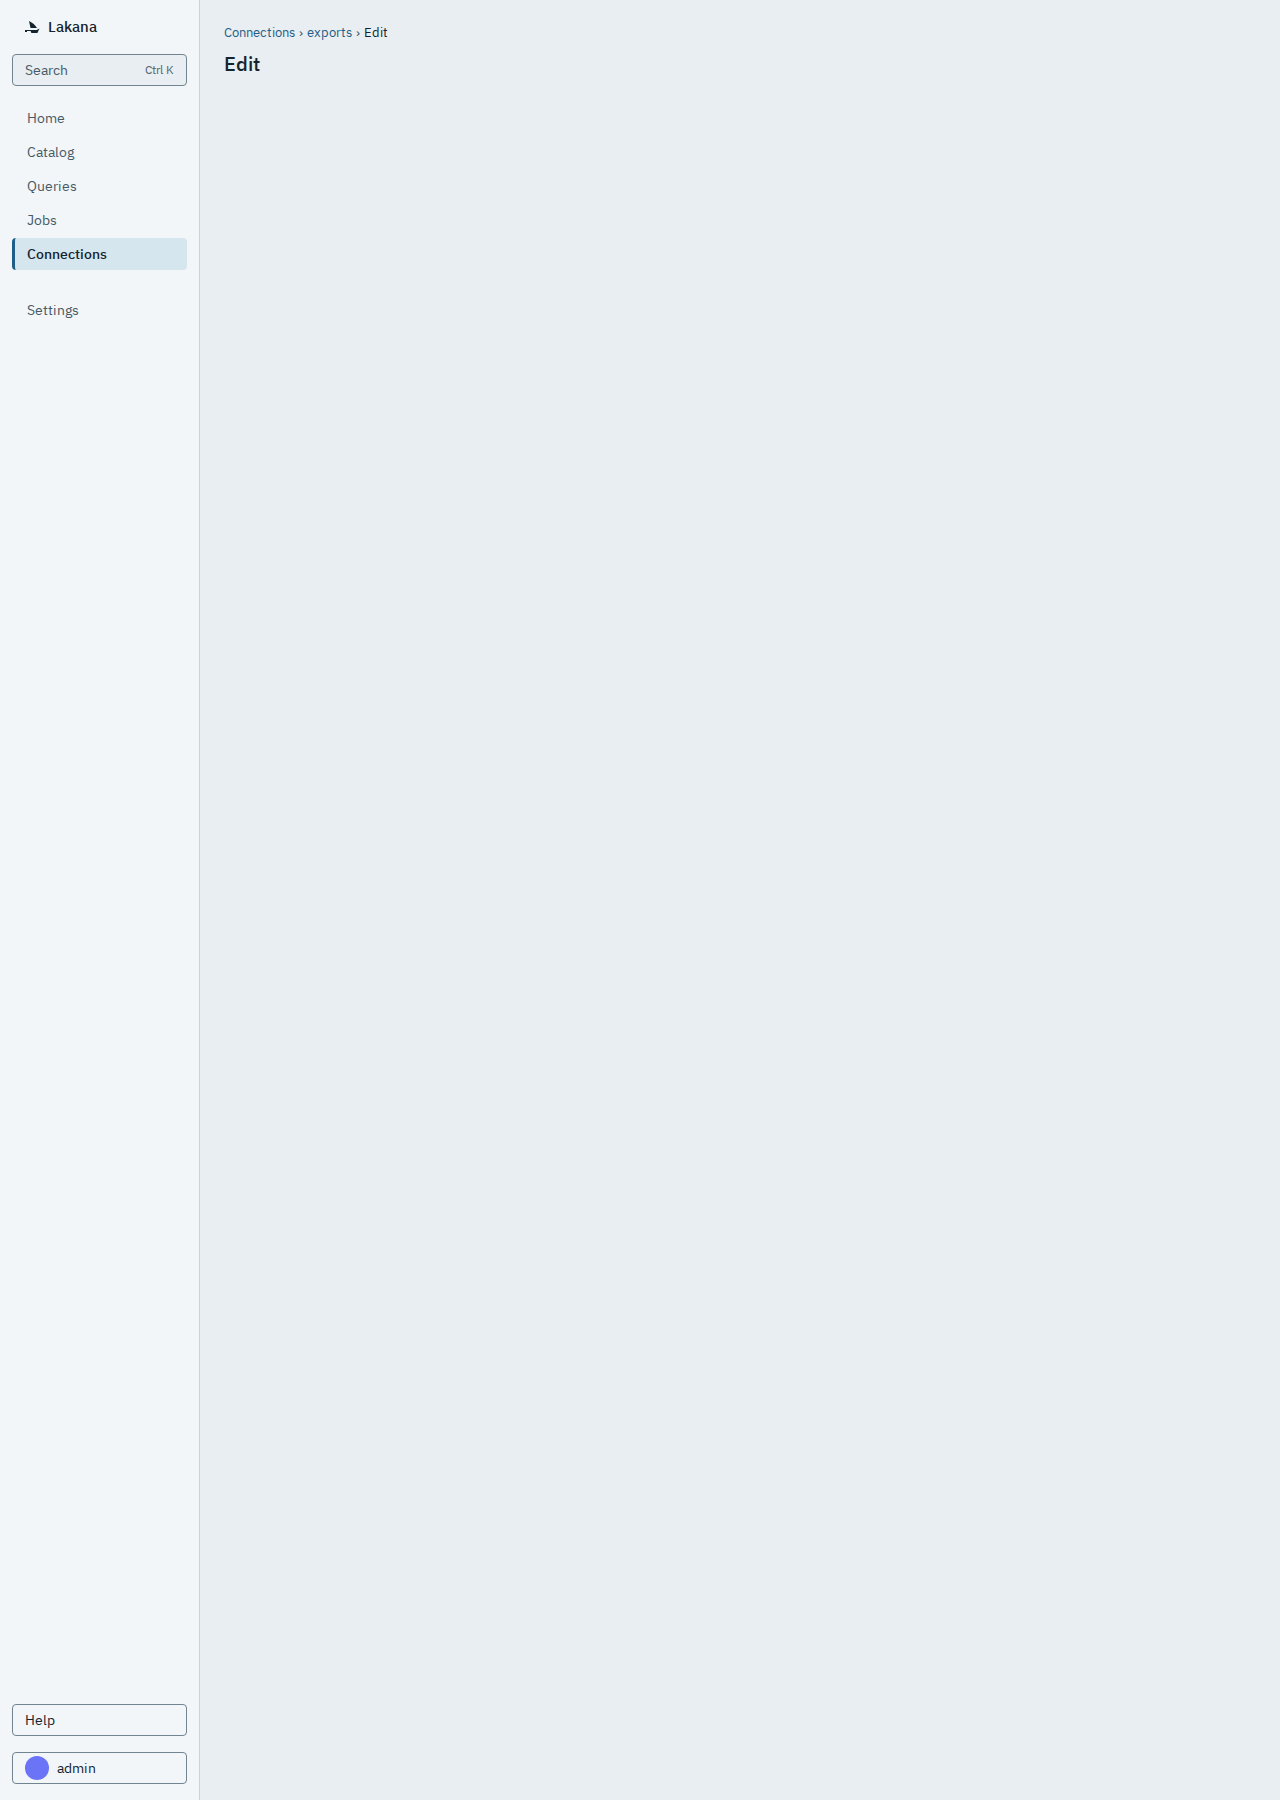 Lakana
Search Ctrl K
Home
Catalog
Queries
Jobs
Connections
Settings
Help
admin
Connections › exports › Edit
Edit